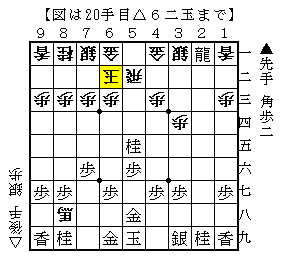 【図は20手目△６二玉まで】
９ ８ ７ ６ ５ ４ ３ ２ １
香 桂 銀 金 金 銀 龍 香 一
王 飛 二
歩 歩 歩 歩 歩 歩 歩 三
歩 四
桂 五
歩 歩 六
歩 歩 歩 歩 歩 歩 七
馬 金 八
香 桂 金 玉 銀 桂 香 九
▲先手 角歩二
△後手 銀歩